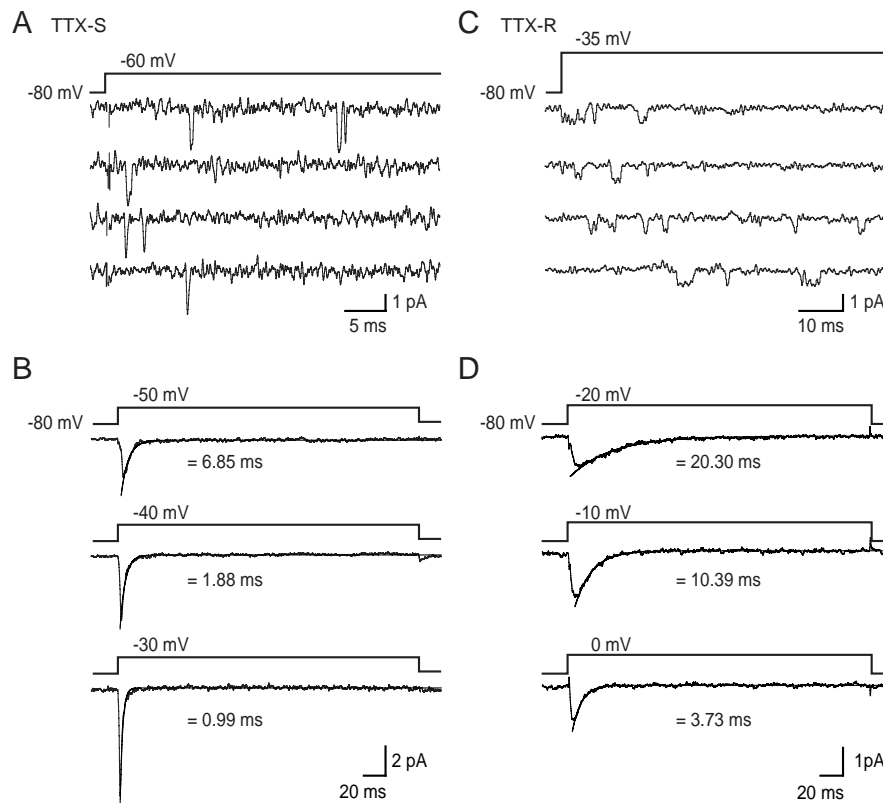 A TTX-S
-60 mV
-80 mV
1 pA
5 ms
C TTX-R
-35 mV
-80 mV
1 pA
10 ms
B
-50 mV
-80 mV
= 6.85 ms
-40 mV
= 1.88 ms
-30 mV
= 0.99 ms
2 pA
20 ms
D
-20 mV
-80 mV
= 20.30 ms
-10 mV
= 10.39 ms
0 mV
= 3.73 ms
1pA
20 ms